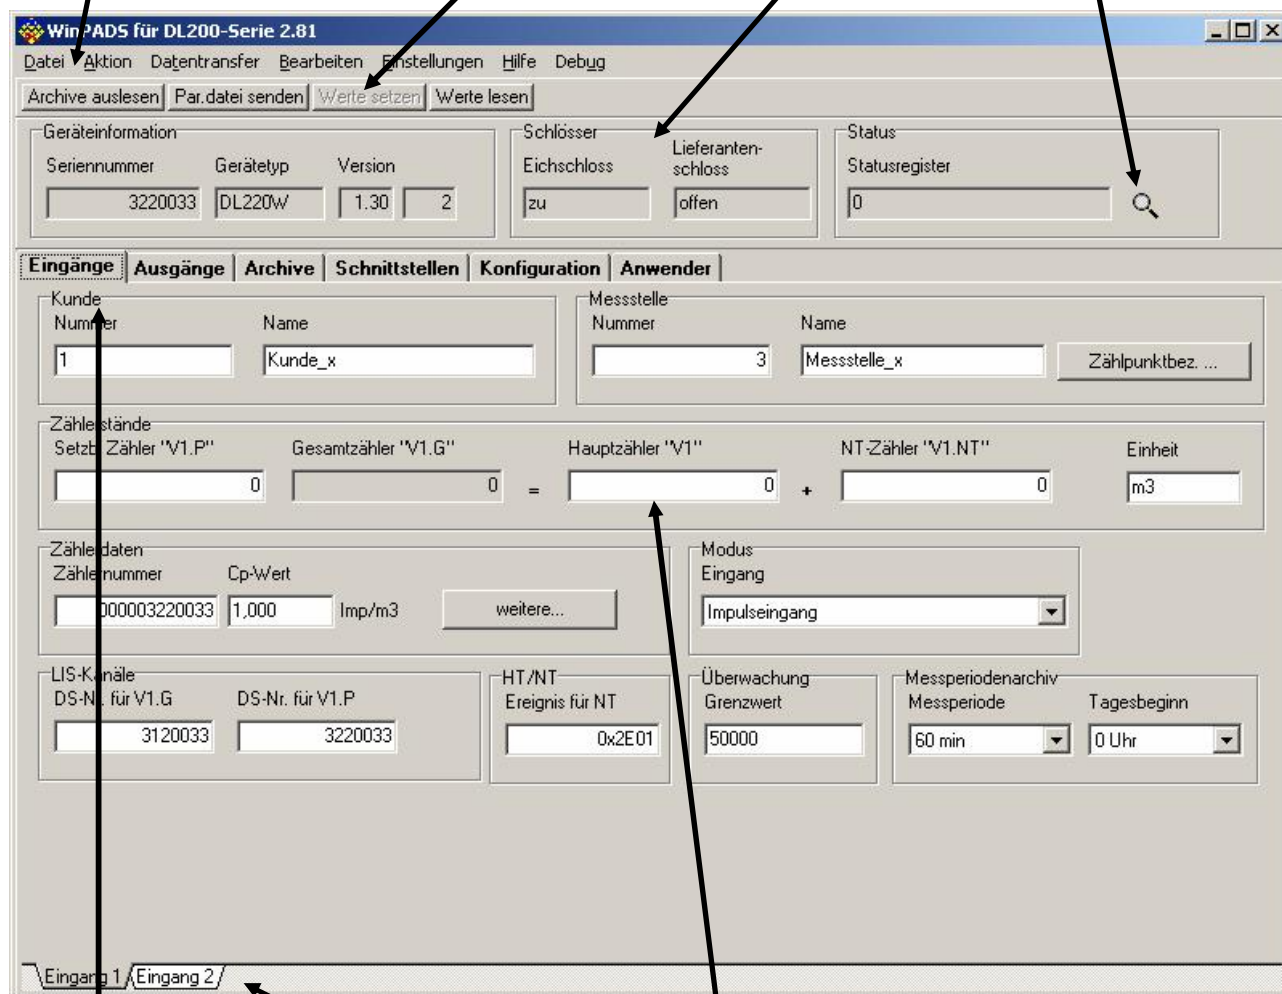 WinPADS für DL200-Serie 2.81
Datei Aktion Datentransfer Bearbeiten Einstellungen Hilfe Debug
Archive auslesen Par.datei senden Werte setzen Werte lesen
Geräteinformation
Seriennummer Gerätetyp Version
3220033 DL220W 1.30 2
Schlösser
Eichschloss Lieferanten-
schloss
zu offen
Status
Statusregister
0
Eingänge Ausgänge Archive Schnittstellen Konfiguration Anwender
Kunde
Nummer Name
1 Kunde_x
Messstelle
Nummer Name
3 Messstelle_x Zählpunktbez. ...
Zählerstände
Setzb. Zähler "V1.P" Gesamtzähler "V1.G" Hauptzähler "V1" NT-Zähler "V1.NT" Einheit
0 0 = 0 + 0 m3
Zählerdaten
Zählernummer Cp-Wert
000003220033 1,000 Imp/m3 weitere...
Modus
Eingang
Impulseingang
LIS-Kanäle
DS-Nr. für V1.G DS-Nr. für V1.P
3120033 3220033
HT/NT
Ereignis für NT
0x2E01
Überwachung
Grenzwert
50000
Messperiodenarchiv
Messperiode Tagesbeginn
60 min 0 Uhr
Eingang 1 Eingang 2